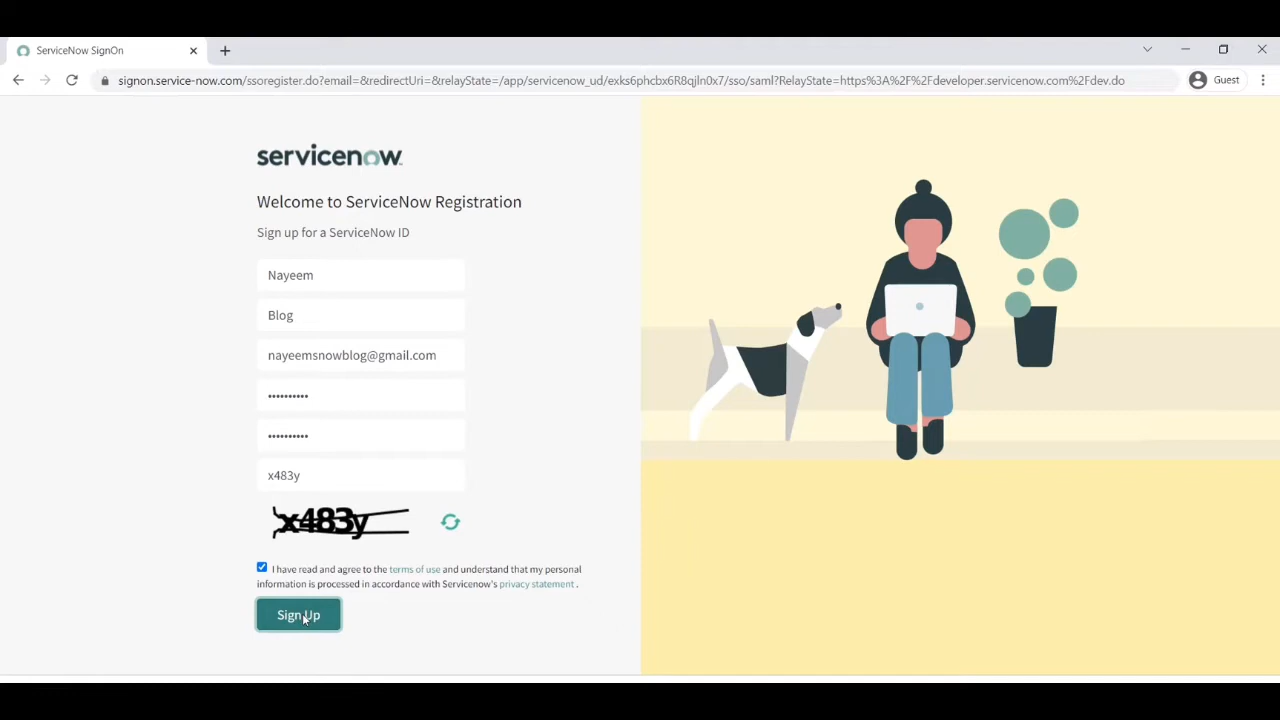 ServiceNow SignOn
signon.service-now.com/ssoregister.do?email=&redirectUri=&relayState=/app/servicenow_ud/exks6phcbx6R8qjln0x7/sso/saml?RelayState=https%3A%2F%2Fdeveloper.servicenow.com%2Fdev.do
Guest
servicenow
Welcome to ServiceNow Registration
Sign up for a ServiceNow ID
Nayeem
Blog
nayeemsnowblog@gmail.com
••••••••••
••••••••••
x483y
x483y
I have read and agree to the terms of use and understand that my personal
information is processed in accordance with Servicenow's privacy statement .
Sign Up